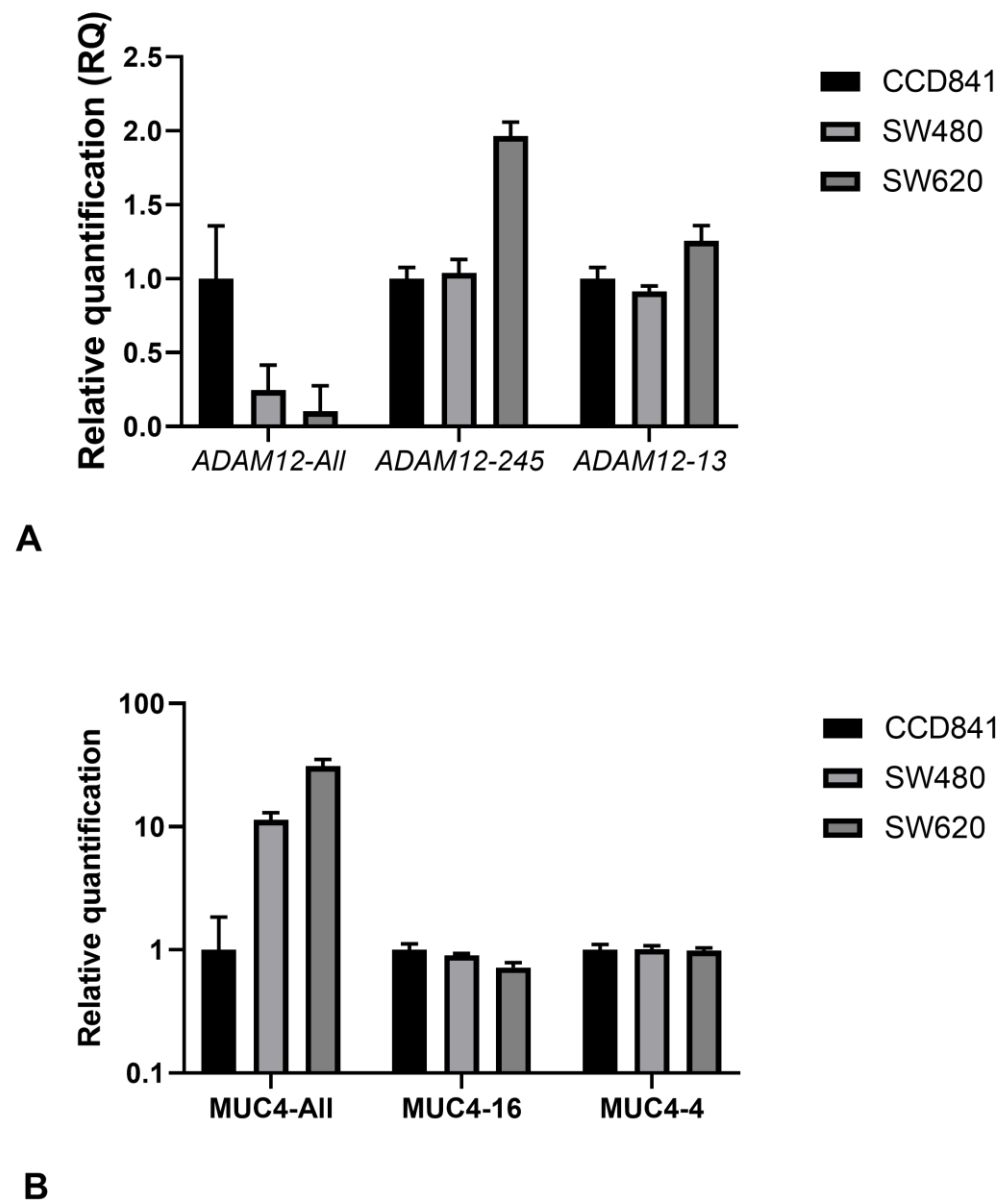 Relative quantification (RQ)
2.5
2.0
1.5
1.0
0.5
0.0
ADAM12-All ADAM12-245 ADAM12-13
CCD841
SW480
SW620
A
Relative quantification
100
10
1
0.1
MUC4-All MUC4-16 MUC4-4
CCD841
SW480
SW620
B